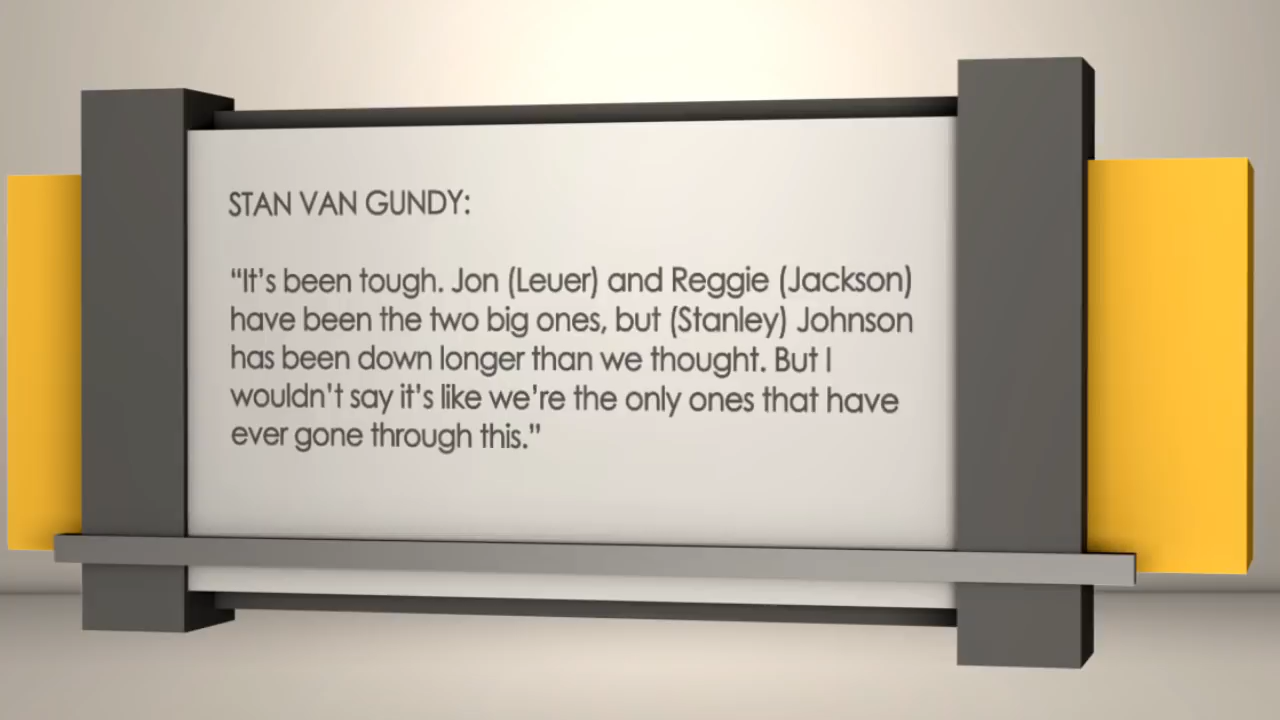 STAN VAN GUNDY:
“It’s been tough. Jon (Leuer) and Reggie (Jackson)
have been the two big ones, but (Stanley) Johnson
has been down longer than we thought. But I
wouldn’t say it’s like we’re the only ones that have
ever gone through this.”